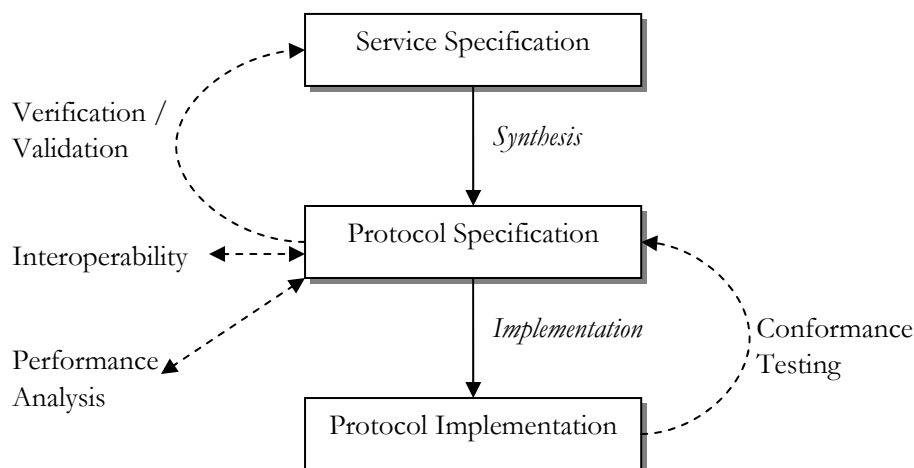 Service Specification
Verification /
Validation
Synthesis
Protocol Specification
Interoperability
Implementation
Conformance
Testing
Performance
Analysis
Protocol Implementation